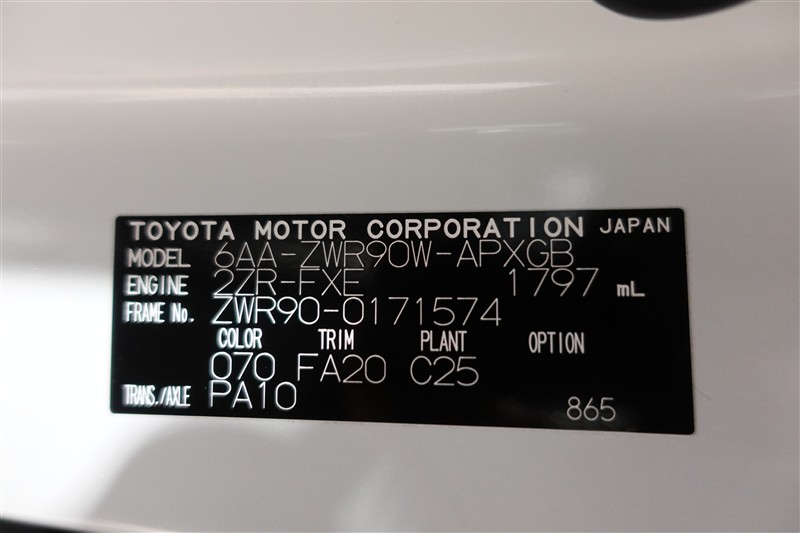 TOYOTA MOTOR CORPORATION JAPAN
MODEL 6AA-ZWR90W-APXGB
ENGINE 2ZR-FXE 1797 mL
FRAME No. ZWR90-0171574
COLOR TRIM PLANT OPTION
070 FA20 C25
TRANS./AXLE PA10
865